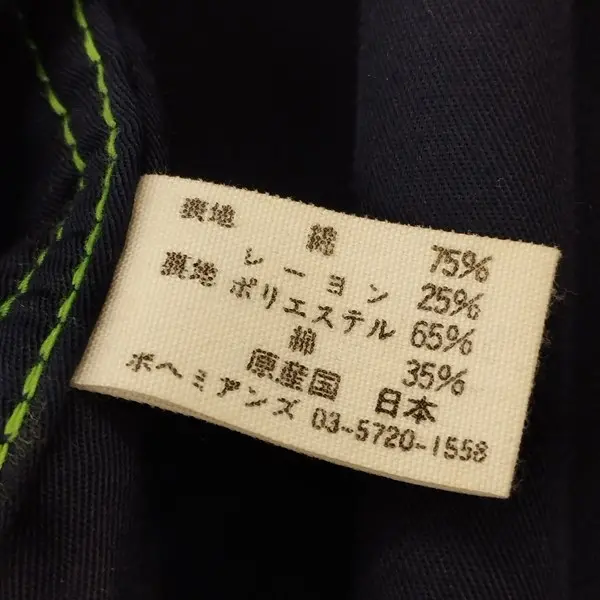 表地 綿 75%
レーヨン 25%
裏地 ポリエステル 65%
綿 35%
原産国 日本
ボヘミアンズ 03-5720-1558